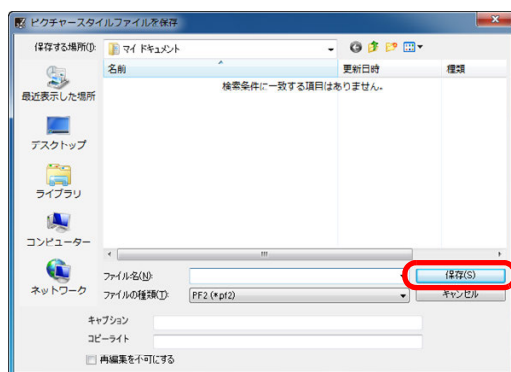 ピクチャースタイルファイルを保存
保存する場所(I):
マイ ドキュメント
名前
更新日時
種類
検索条件に一致する項目はありません。
最近表示した場所
デスクトップ
ライブラリ
コンピューター
ネットワーク
ファイル名(N):
保存(S)
ファイルの種類(T):
PF2 (*.pf2)
キャンセル
キャプション
コピーライト
再編集を不可にする